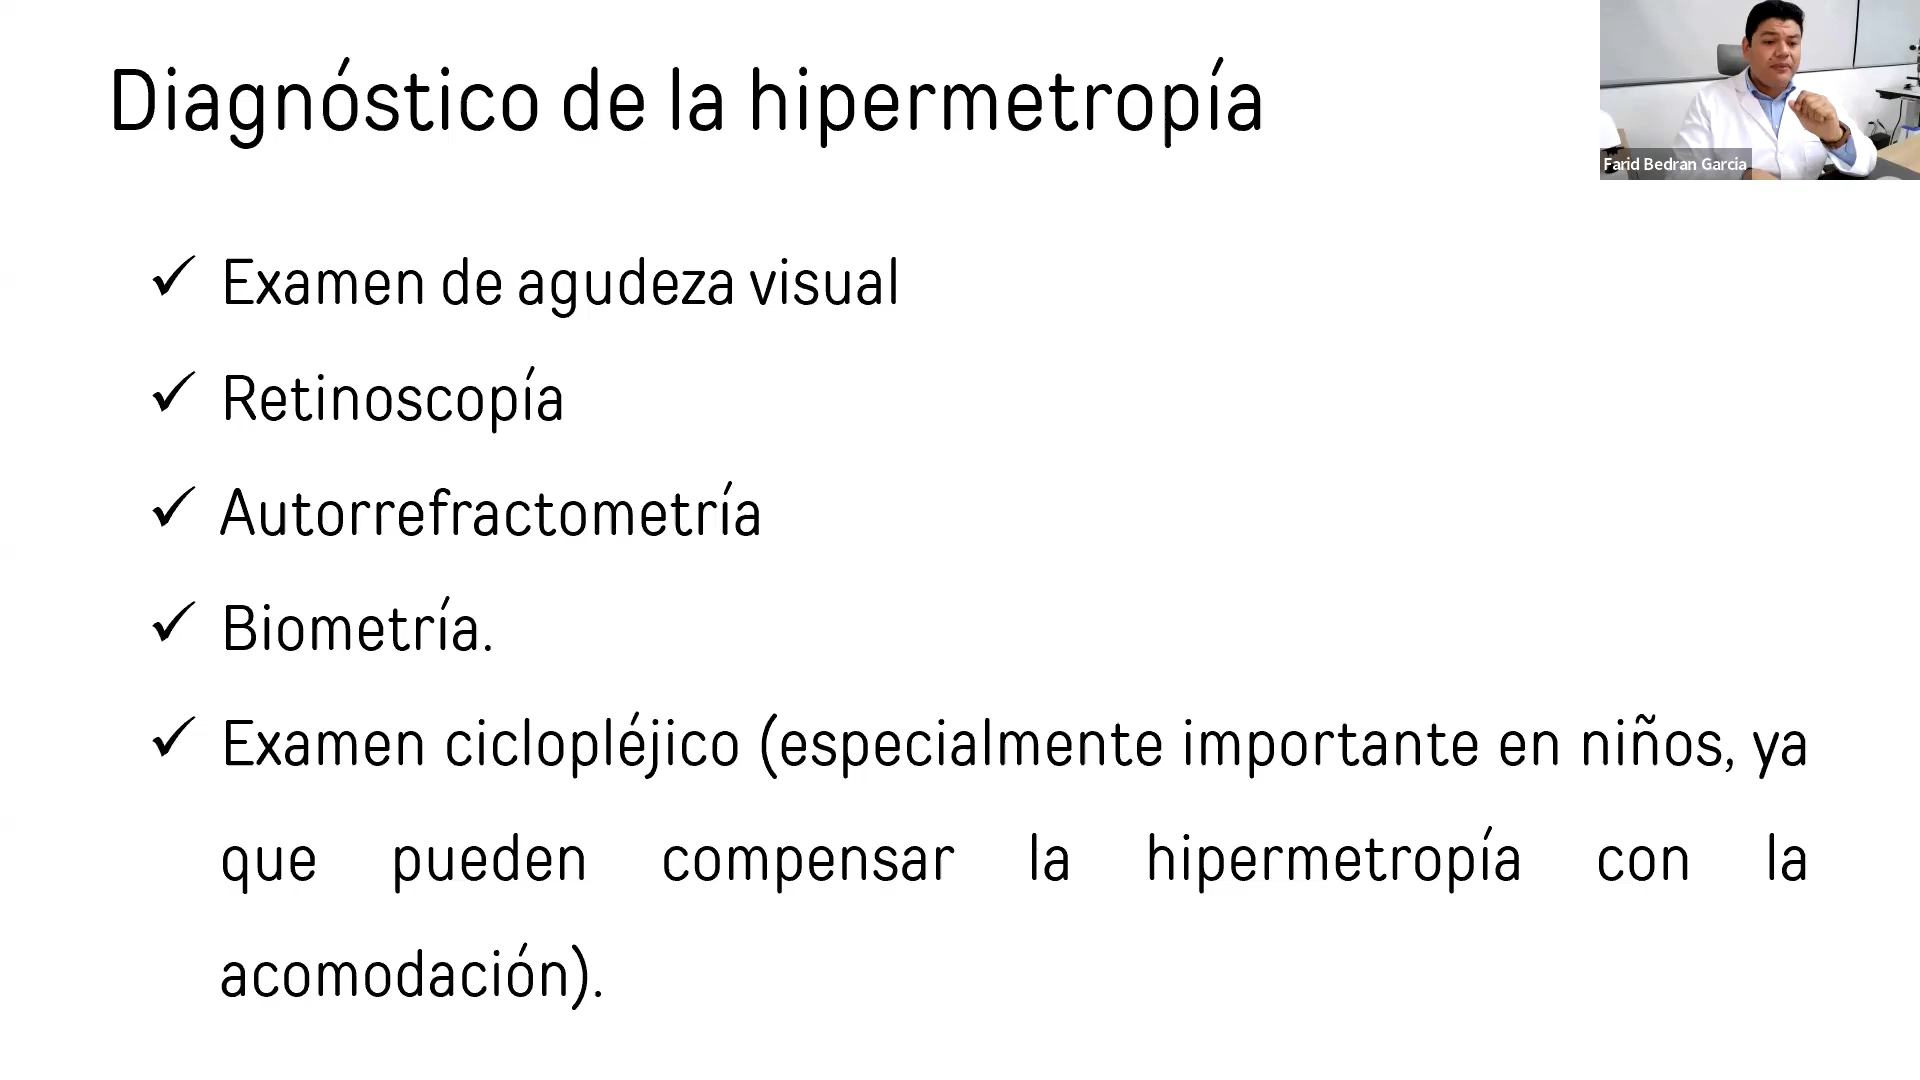 Diagnóstico de la hipermetropía
Farid Bedran Garcia
✓ Examen de agudeza visual
✓ Retinoscopía
✓ Autorrefractometría
✓ Biometría.
✓ Examen ciclopléjico (especialmente importante en niños, ya
que pueden compensar la hipermetropía con la
acomodación).